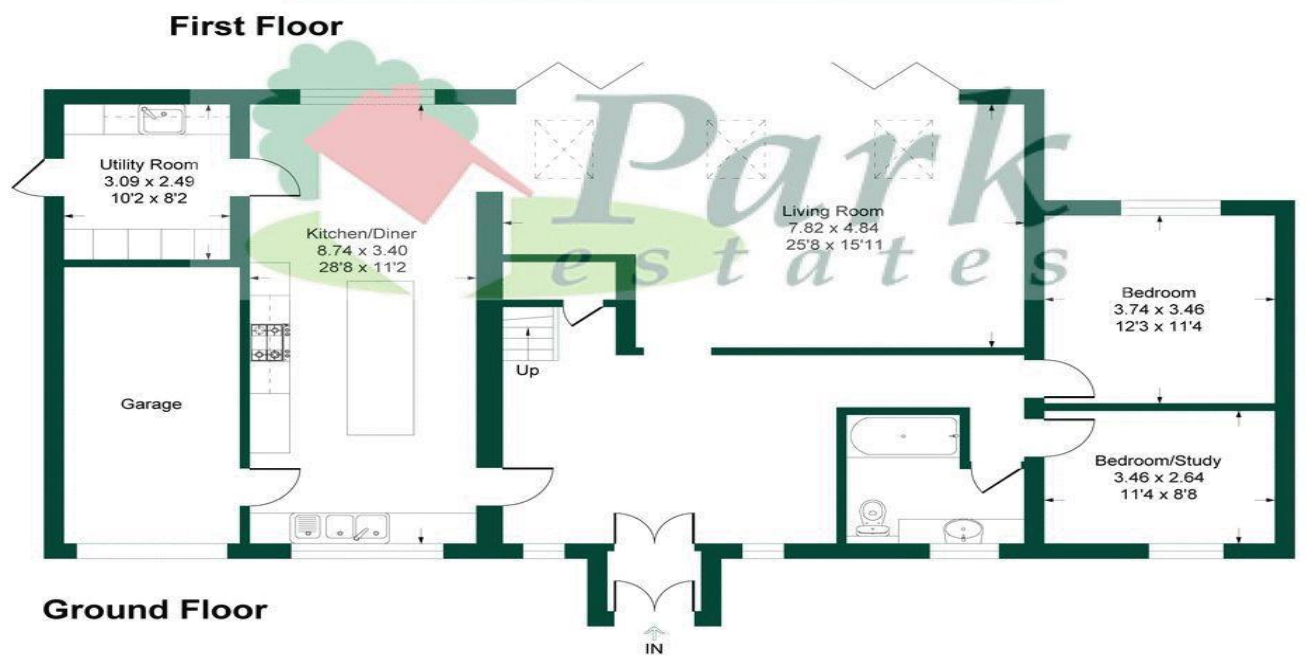 First Floor
Park
estates
Utility Room
3.09 x 2.49
10'2 x 8'2
Kitchen/Diner
8.74 x 3.40
28'8 x 11'2
Living Room
7.82 x 4.84
25'8 x 15'11
Bedroom
3.74 x 3.46
12'3 x 11'4
Up
Garage
Bedroom/Study
3.46 x 2.64
11'4 x 8'8
Ground Floor
IN